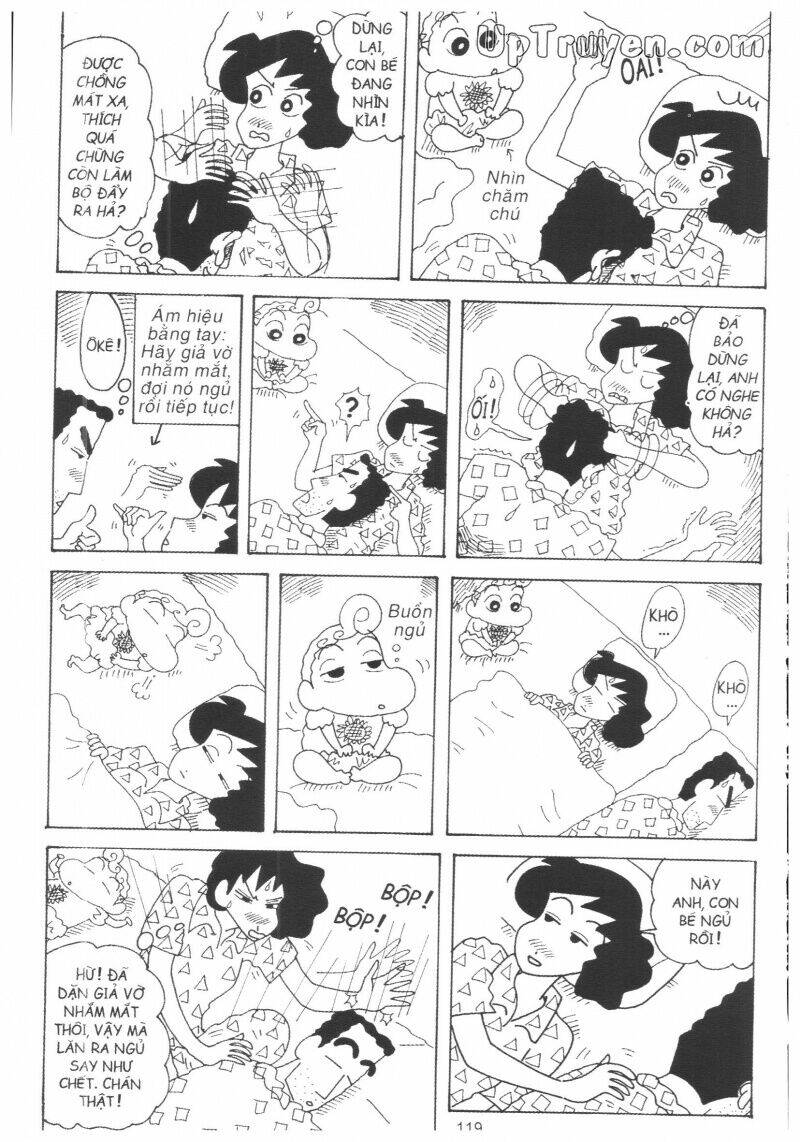 UpTruyen.com
OAI!
Nhìn
chăm
chú
DỪNG
LẠI,
CON BÉ
ĐANG
NHÌN
KÌA!
ĐƯỢC
CHỒNG
MÁT XA,
THÍCH
QUÁ
CHỪNG
CÒN LÀM
BỘ ĐẨY
RA HẢ?
ĐÃ
BẢO
DỪNG
LẠI, ANH
CÓ NGHE
KHÔNG
HẢ?
ỐI!
?
Ám hiệu
bằng tay:
Hãy giả vờ
nhắm mắt,
đợi nó ngủ
rồi tiếp tục!
ÔKÊ!
KHÒ
...
KHÒ
...
Buồn
ngủ
NÀY
ANH, CON
BÉ NGỦ
RỒI!
BỘP!
BỘP!
HỪ! ĐÃ
DẶN GIẢ VỜ
NHẮM MẮT
THÔI, VẬY MÀ
LĂN RA NGỦ
SAY NHƯ
CHẾT. CHÁN
THẬT!
119